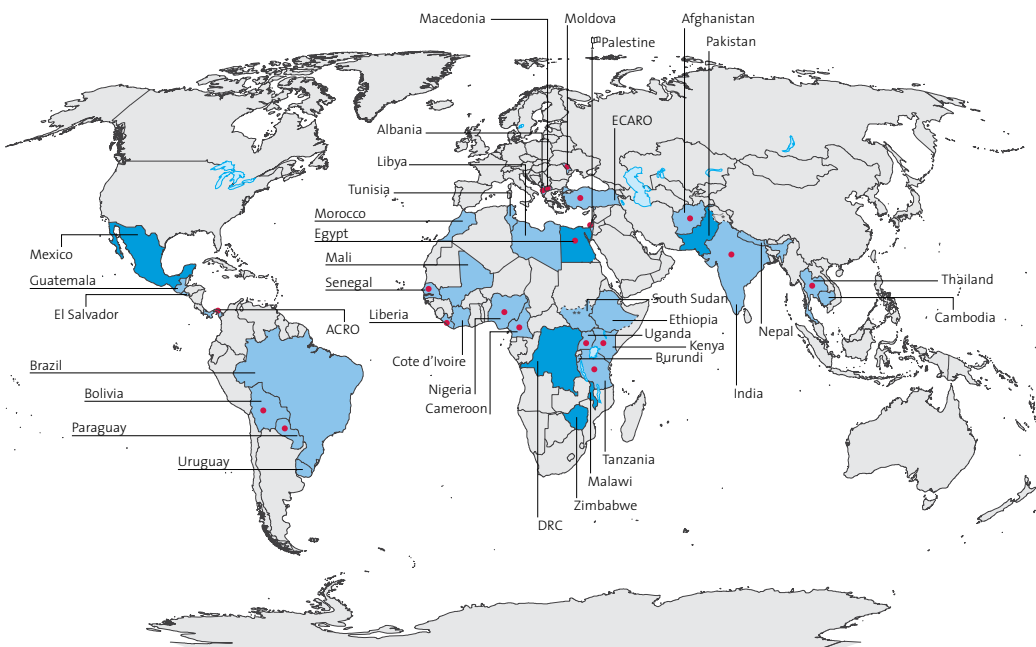 Macedonia
Moldova
Afghanistan
Palestine
Pakistan
ECARO
Albania
Libya
Tunisia
Morocco
Egypt
Mali
Senegal
Liberia
Mexico
Guatemala
El Salvador
ACRO
Cote d'Ivoire
Nigeria
Cameroon
South Sudan
Ethiopia
Uganda
Kenya
Burundi
Nepal
Thailand
Cambodia
India
Brazil
Bolivia
Paraguay
Uruguay
Tanzania
Malawi
Zimbabwe
DRC